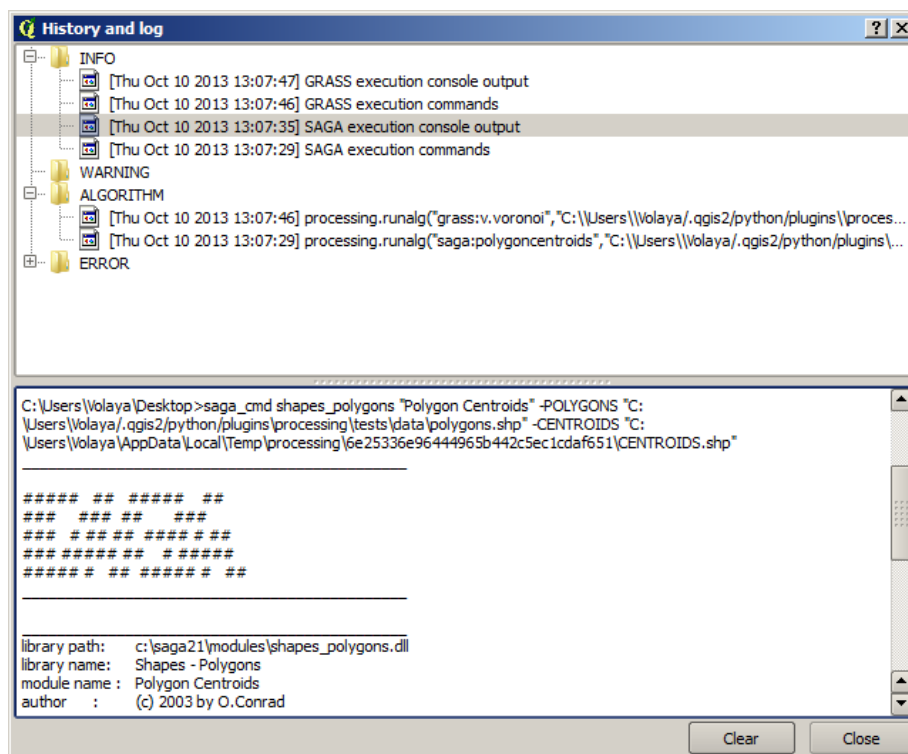 History and log
INFO
[Thu Oct 10 2013 13:07:47] GRASS execution console output
[Thu Oct 10 2013 13:07:46] GRASS execution commands
[Thu Oct 10 2013 13:07:35] SAGA execution console output
[Thu Oct 10 2013 13:07:29] SAGA execution commands
WARNING
ALGORITHM
[Thu Oct 10 2013 13:07:46] processing.runalg("grass:v.voronoi","C:\\Users\\Volaya/.qgis2/python/plugins\\proces...
[Thu Oct 10 2013 13:07:29] processing.runalg("saga:polygoncentroids","C:\\Users\\Volaya/.qgis2/python/plugins\...
ERROR
C:\Users\Volaya\Desktop>saga_cmd shapes_polygons "Polygon Centroids" -POLYGONS "C:
\Users\Volaya/.qgis2/python/plugins\processing\tests\data\polygons.shp" -CENTROIDS "C:
\Users\Volaya\AppData\Local\Temp\processing\6e25336e96444965b442c5ec1cdaf651\CENTROIDS.shp"
_____________________________________________
##### ## ##### ##
### ### ## ###
### # ## ## #### # ##
### ##### ## # #####
##### # ## ##### # ##
_____________________________________________
_____________________________________________
library path: c:\saga21\modules\shapes_polygons.dll
library name: Shapes - Polygons
module name : Polygon Centroids
author : (c) 2003 by O.Conrad
Clear Close